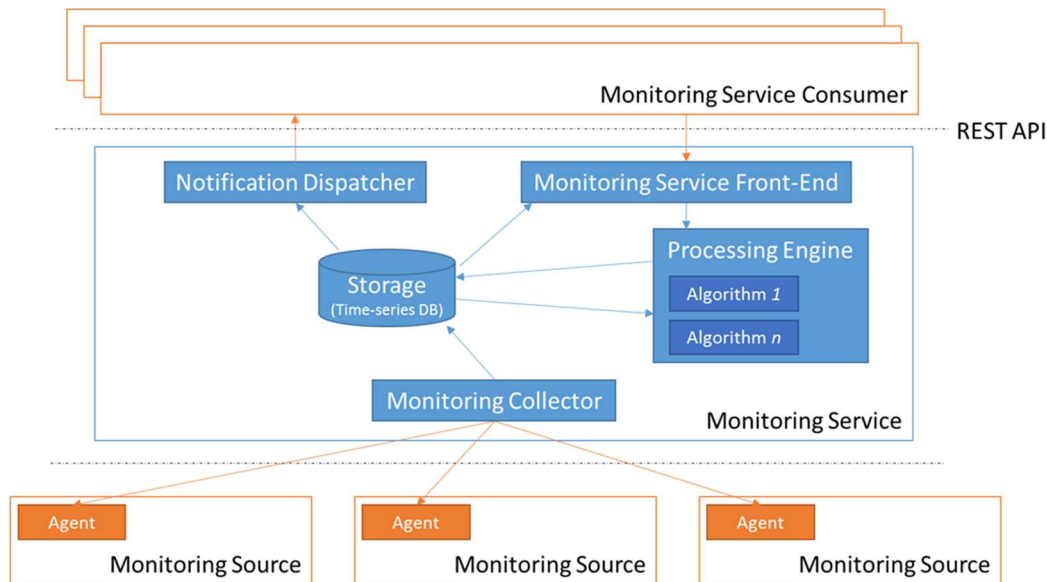 Monitoring Service Consumer
REST API
Notification Dispatcher
Monitoring Service Front-End
Processing Engine
Storage
(Time-series DB)
Algorithm 1
Algorithm n
Monitoring Collector
Monitoring Service
Agent
Agent
Agent
Monitoring Source
Monitoring Source
Monitoring Source